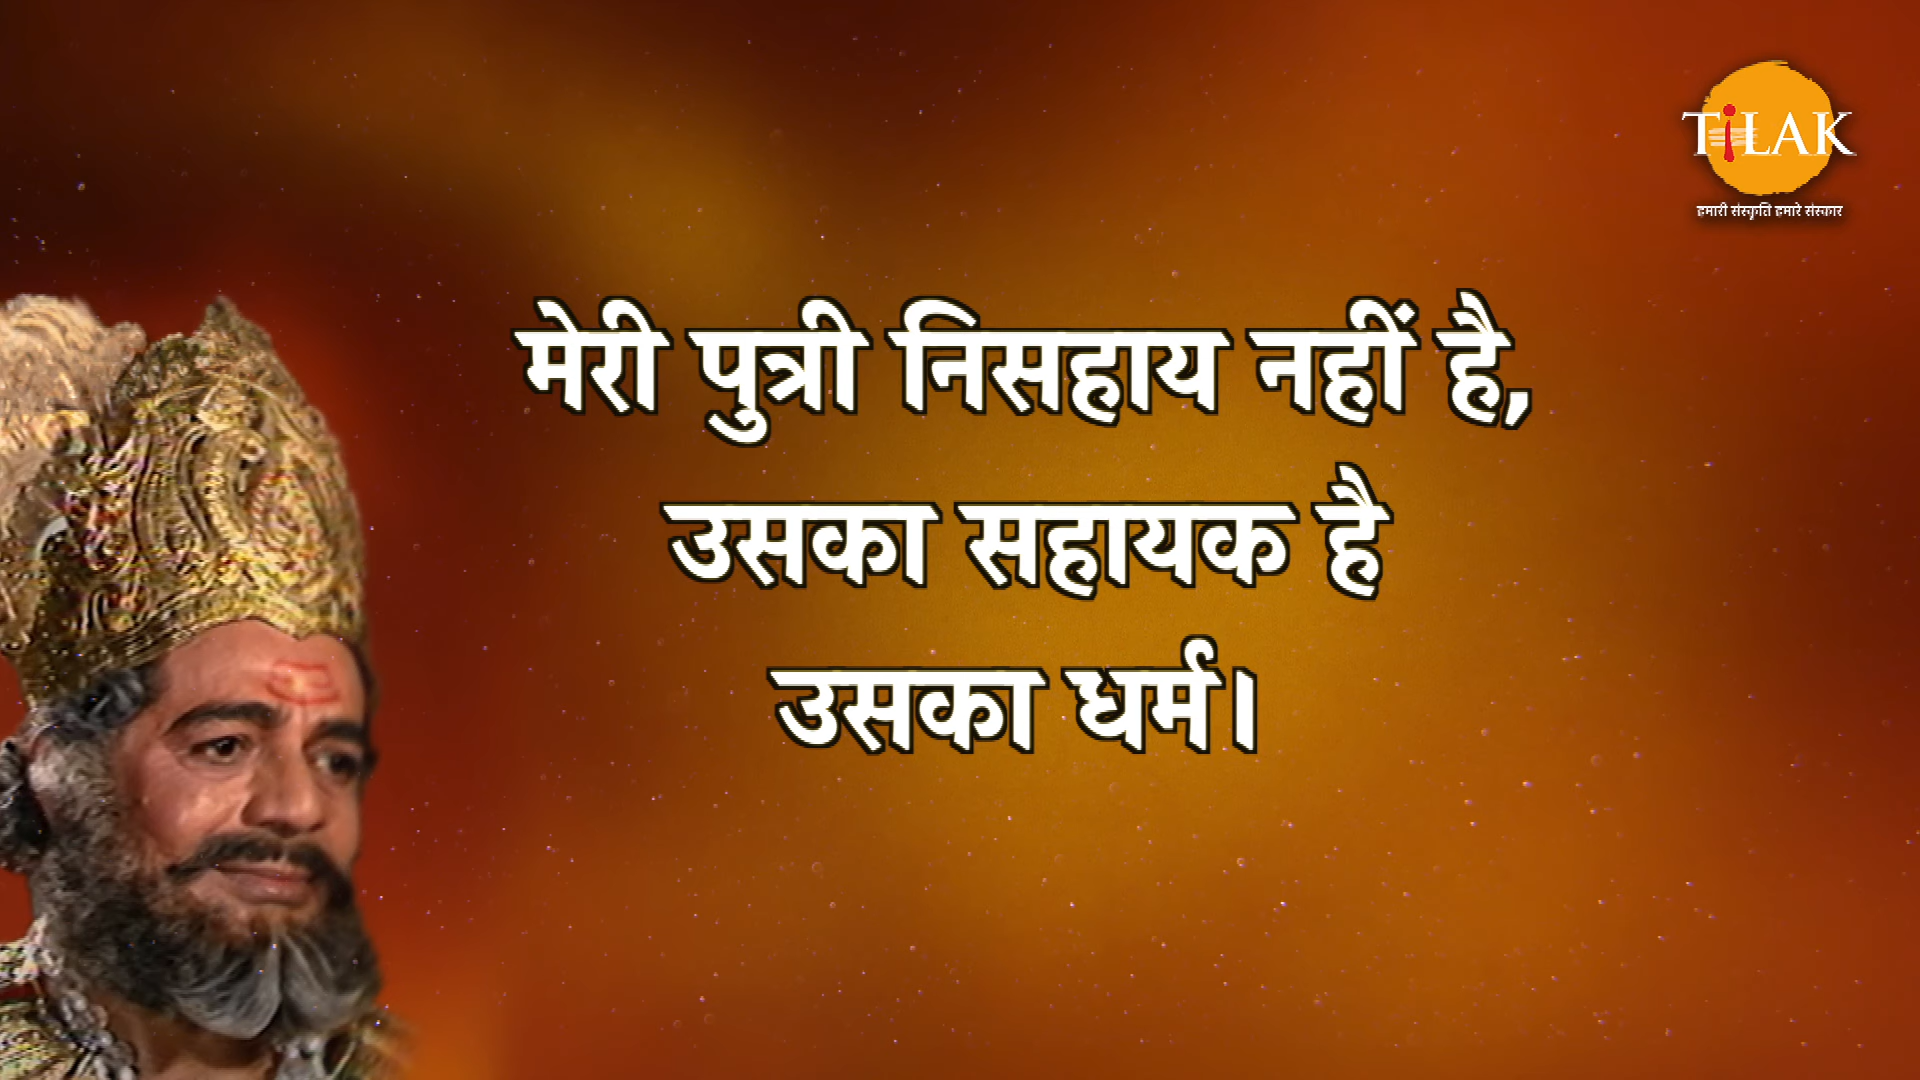 TiLAK
हमारी संस्कृति हमारे संस्कार
मेरी पुत्री निसहाय नहीं है,
उसका सहायक है
उसका धर्म।